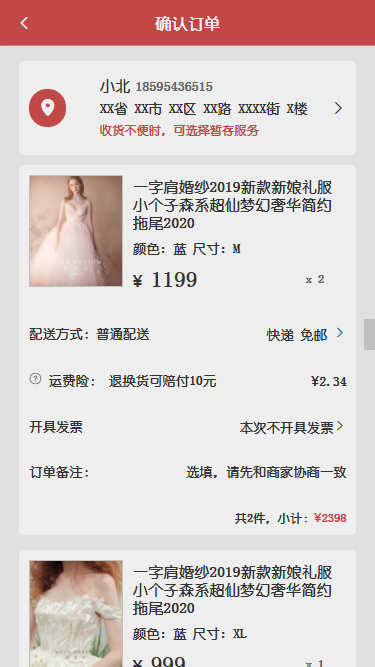 确认订单
小北 18595436515
XX省 XX市 XX区 XX路 XXXX街 X楼
收货不便时，可选择暂存服务
一字肩婚纱2019新款新娘礼服
小个子森系超仙梦幻奢华简约
拖尾2020
颜色：蓝 尺寸：M
¥ 1199 x 2
配送方式：普通配送 快递 免邮
? 运费险： 退换货可赔付10元 ¥2.34
开具发票 本次不开具发票
订单备注： 选填，请先和商家协商一致
共2件，小计：¥2398
一字肩婚纱2019新款新娘礼服
小个子森系超仙梦幻奢华简约
拖尾2020
颜色：蓝 尺寸：XL
¥ 999 x 1